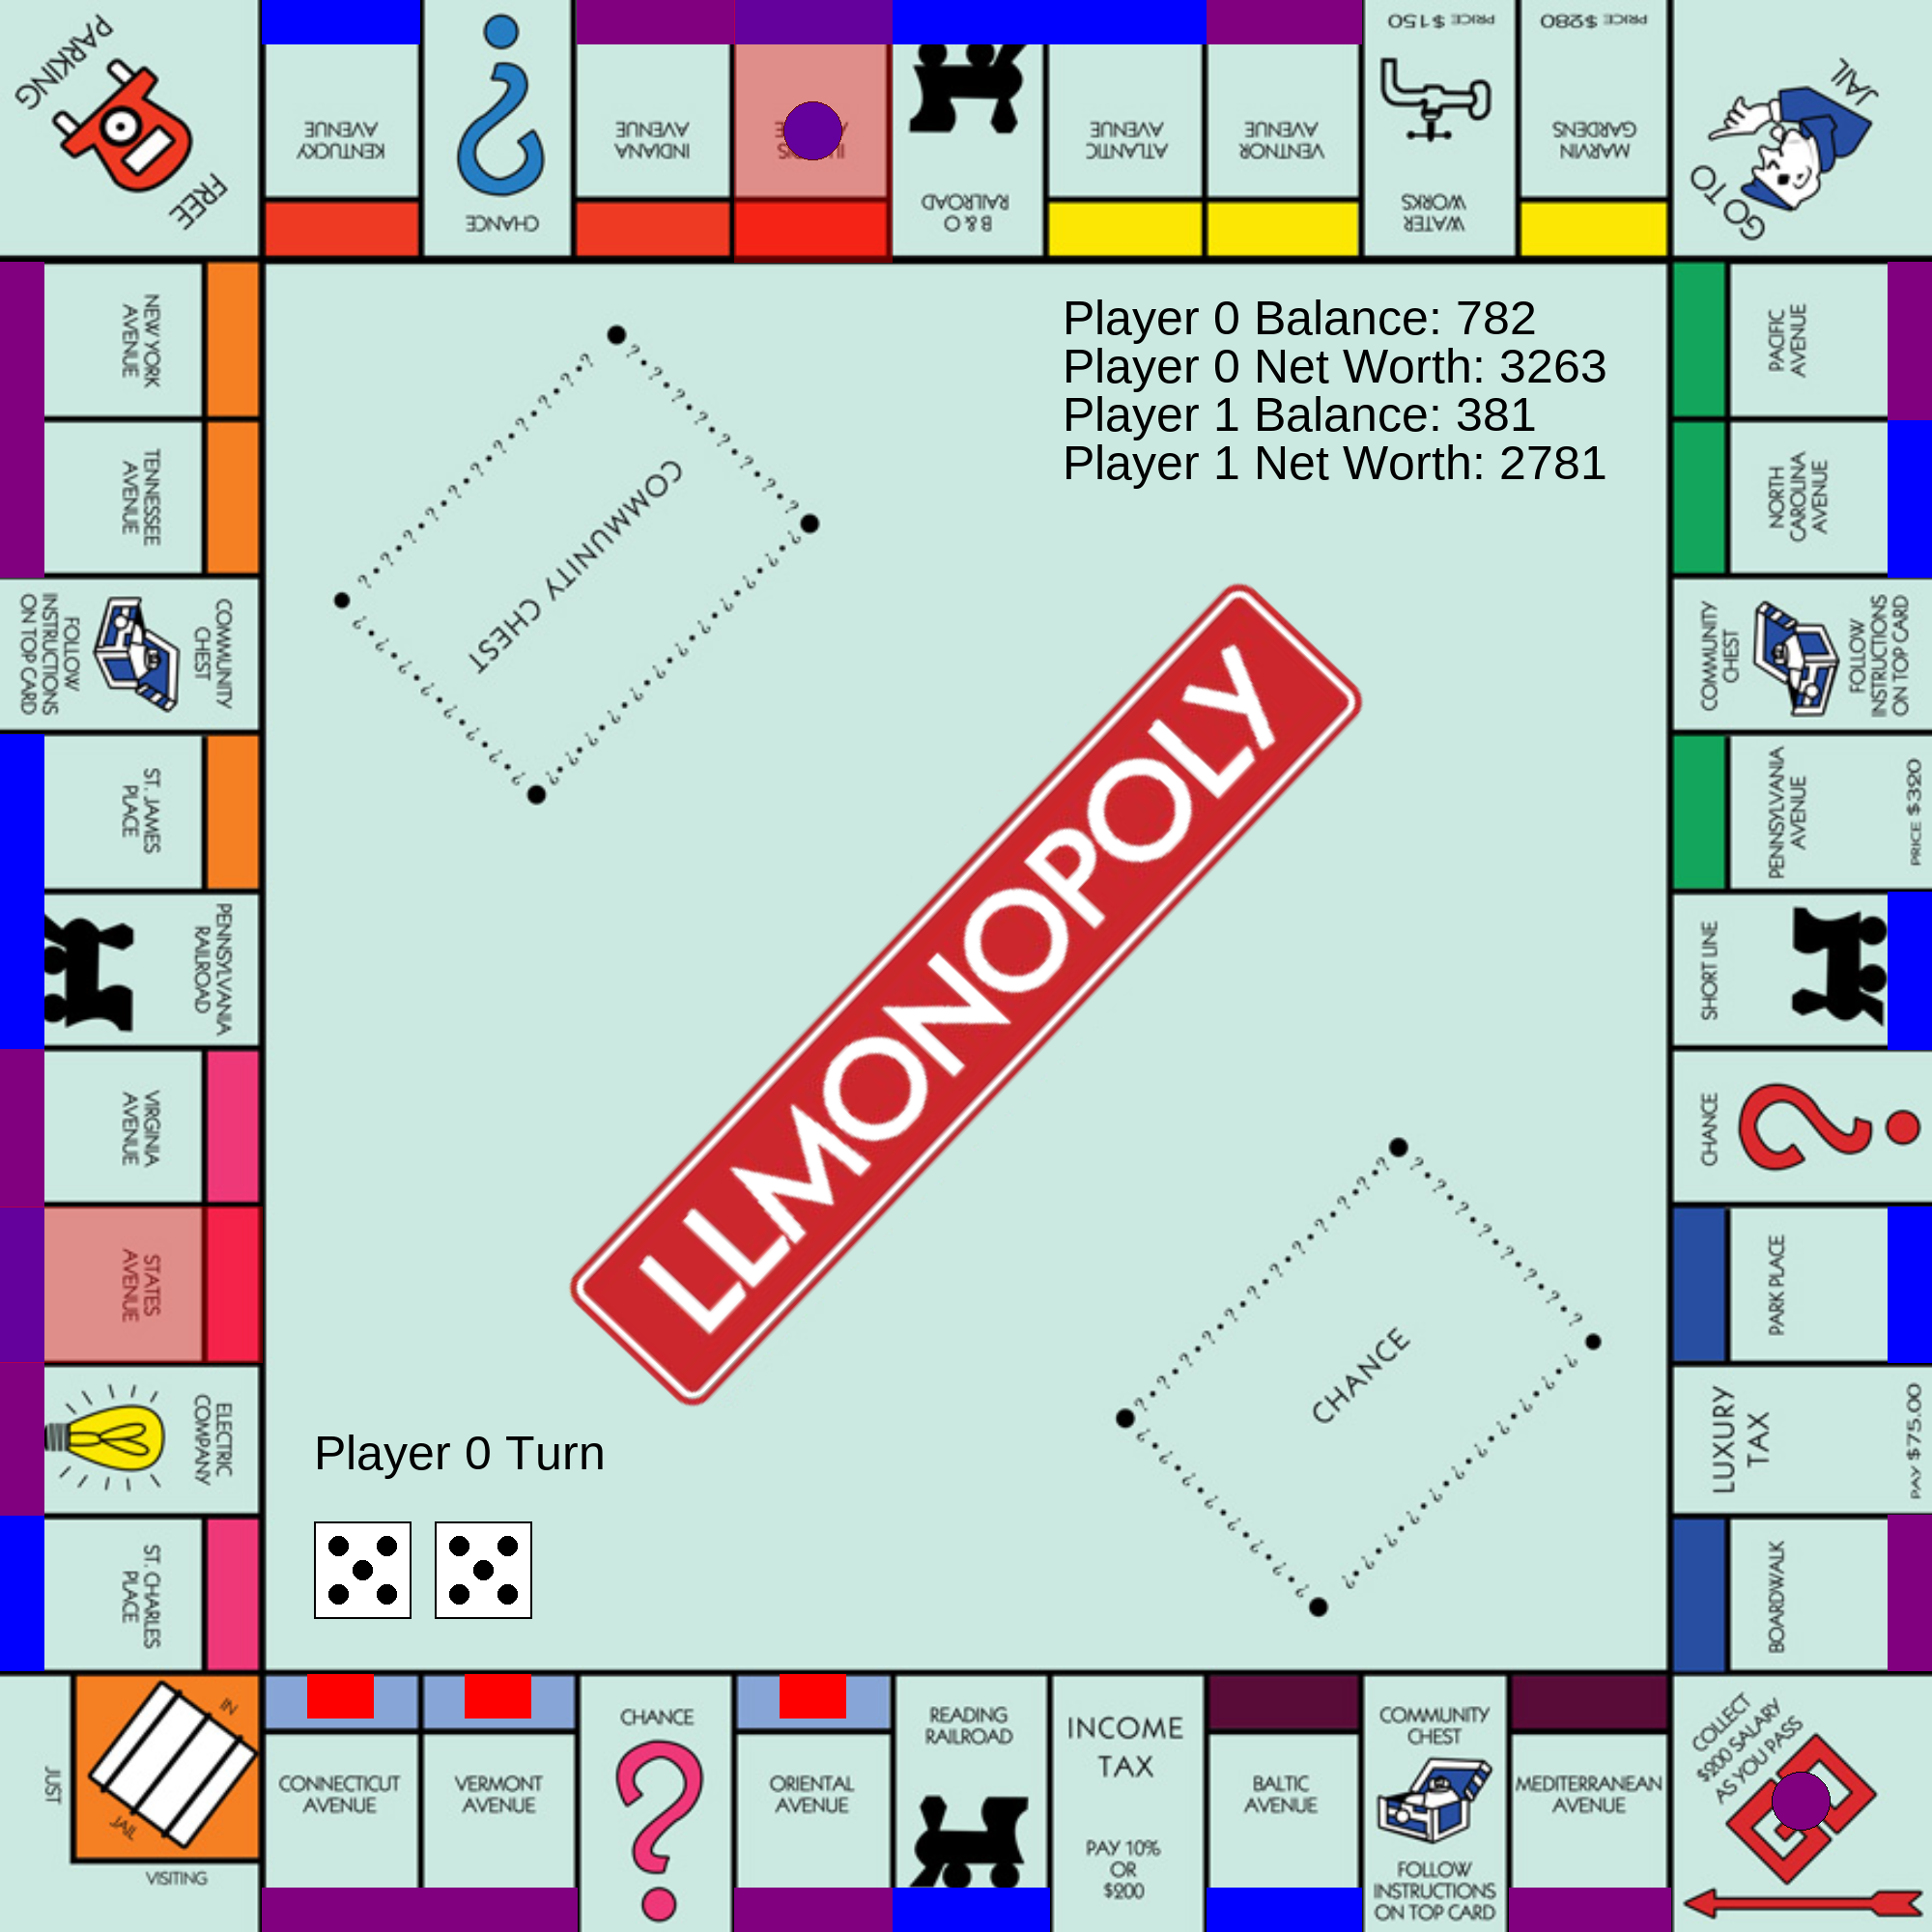 PARKING
FREE
KENTUCKY
AVENUE
CHANCE
INDIANA
AVENUE
B & O
RAILROAD
ATLANTIC
AVENUE
VENTNOR
AVENUE
PRICE $150
WATER
WORKS
PRICE $280
MARVIN
GARDENS
GO TO
JAIL
NEW YORK
AVENUE
TENNESSEE
AVENUE
COMMUNITY
CHEST
FOLLOW
INSTRUCTIONS
ON TOP CARD
ST. JAMES
PLACE
PENNSYLVANIA
RAILROAD
VIRGINIA
AVENUE
STATES
AVENUE
ELECTRIC
COMPANY
ST. CHARLES
PLACE
Player 0 Balance: 782
Player 0 Net Worth: 3263
Player 1 Balance: 381
Player 1 Net Worth: 2781
COMMUNITY CHEST
LLMONOPOLY
CHANCE
Player 0 Turn
PACIFIC
AVENUE
NORTH
CAROLINA
AVENUE
COMMUNITY
CHEST
FOLLOW
INSTRUCTIONS
ON TOP CARD
PENNSYLVANIA
AVENUE
PRICE $320
SHORT LINE
CHANCE
PARK PLACE
LUXURY
TAX
PAY $75.00
BOARDWALK
JUST
VISITING
IN
JAIL
CONNECTICUT
AVENUE
VERMONT
AVENUE
CHANCE
ORIENTAL
AVENUE
READING
RAILROAD
INCOME
TAX
PAY 10%
OR
$200
BALTIC
AVENUE
COMMUNITY
CHEST
FOLLOW
INSTRUCTIONS
ON TOP CARD
MEDITERRANEAN
AVENUE
COLLECT
$200 SALARY
AS YOU PASS